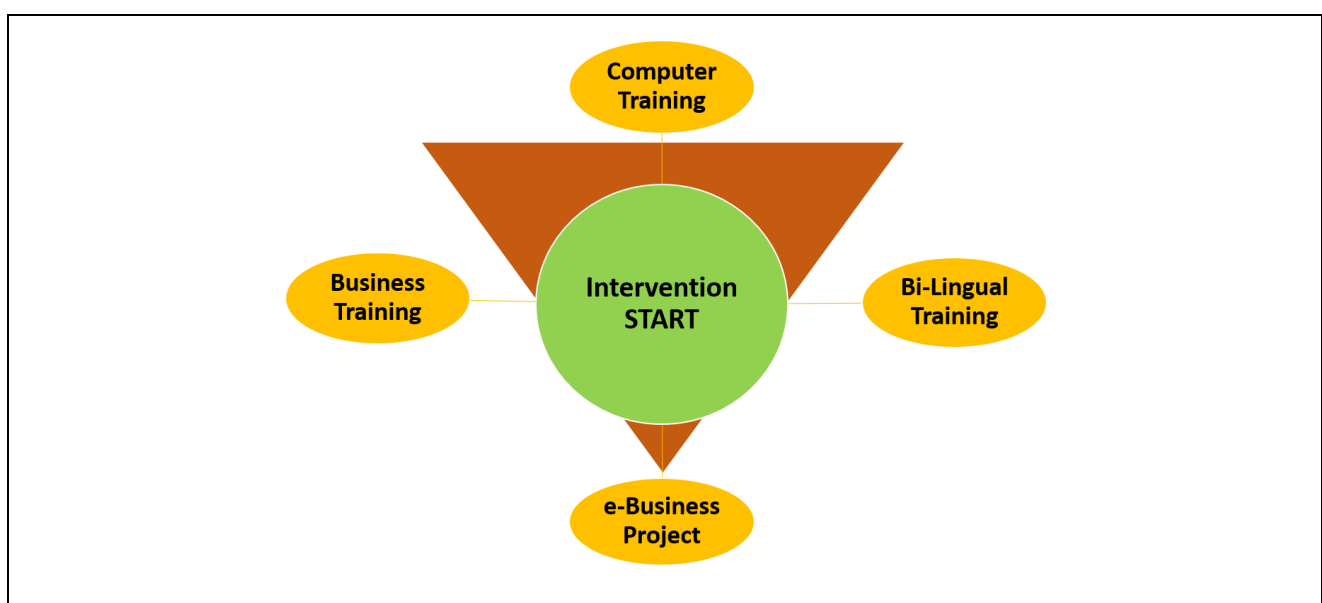 Computer
Training
Business
Training
Intervention
START
Bi-Lingual
Training
e-Business
Project